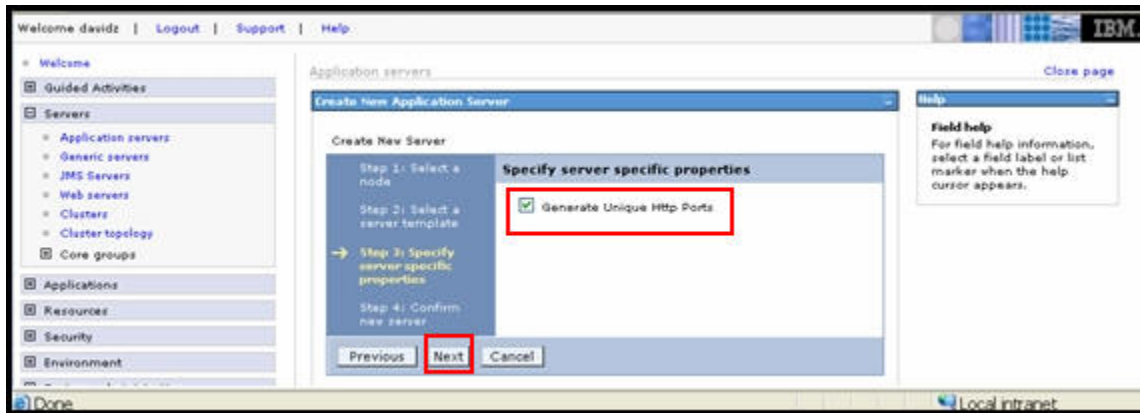 Welcome davidz | Logout | Support | Help
IBM.
Welcome
Guided Activities
Servers
Application servers
Generic servers
JMS Servers
Web servers
Clusters
Cluster topology
Core groups
Applications
Resources
Security
Environment
Application servers
Close page
Create New Application Server
Create New Server
Step 1: Select a
node
Step 2: Select a
server template
Step 3: Specify
server specific
properties
Step 4: Confirm
new server
Specify server specific properties
Generate Unique Http Ports
Previous Next Cancel
Help
Field help
For field help information,
select a field label or list
marker when the help
cursor appears.
Done
Local intranet